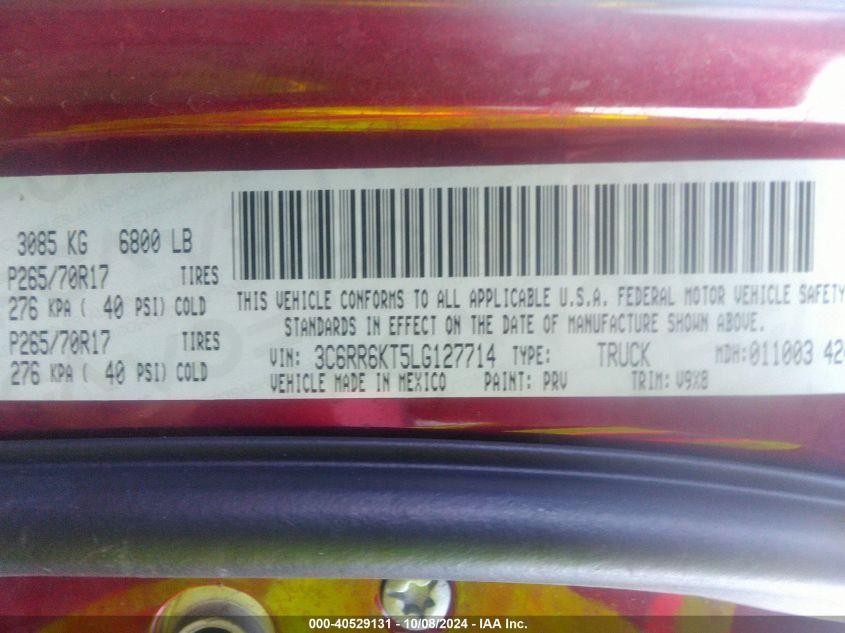 3085 KG 6800 LB
P265/70R17 TIRES
276 KPA ( 40 PSI) COLD
P265/70R17 TIRES
276 KPA ( 40 PSI) COLD
THIS VEHICLE CONFORMS TO ALL APPLICABLE U.S.A. FEDERAL MOTOR VEHICLE SAFETY
STANDARDS IN EFFECT ON THE DATE OF MANUFACTURE SHOWN ABOVE.
VIN: 3C6RR6KT5LG127714 TYPE: TRUCK MDH:011003 42
VEHICLE MADE IN MEXICO PAINT: PRV TRIM: V9X8
000-40529131 - 10/08/2024 - IAA Inc.